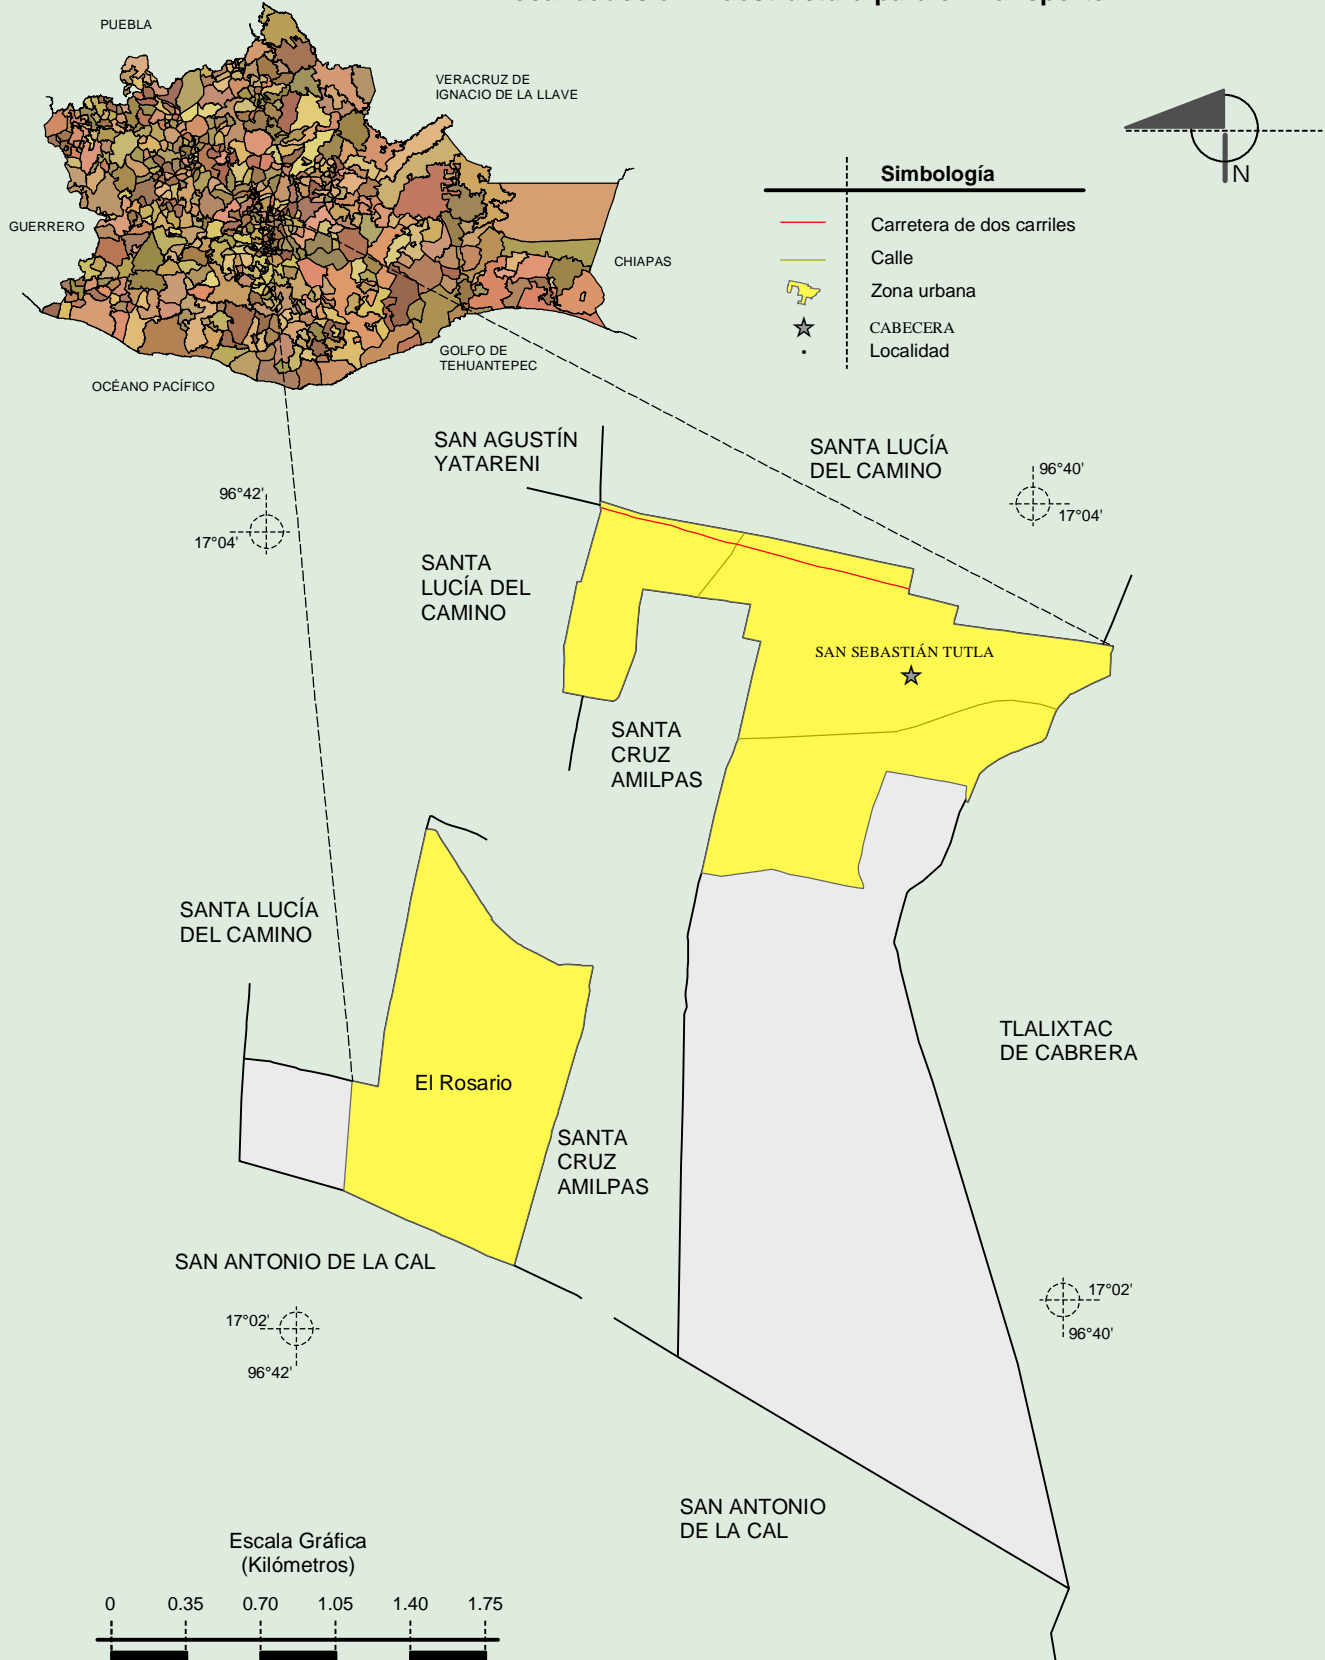 PUEBLA
VERACRUZ DE
IGNACIO DE LA LLAVE
GUERRERO
CHIAPAS
GOLFO DE
TEHUANTEPEC
OCÉANO PACÍFICO
N
Simbología
Carretera de dos carriles
Calle
Zona urbana
CABECERA
Localidad
SAN AGUSTÍN
YATARENI
SANTA LUCÍA
DEL CAMINO
96°42'
17°04'
96°40'
17°04'
SANTA
LUCÍA DEL
CAMINO
SAN SEBASTIÁN TUTLA
SANTA
CRUZ
AMILPAS
SANTA LUCÍA
DEL CAMINO
TLALIXTAC
DE CABRERA
El Rosario
SANTA
CRUZ
AMILPAS
SAN ANTONIO DE LA CAL
17°02'
96°42'
17°02'
96°40'
SAN ANTONIO
DE LA CAL
Escala Gráfica
(Kilómetros)
0 0.35 0.70 1.05 1.40 1.75